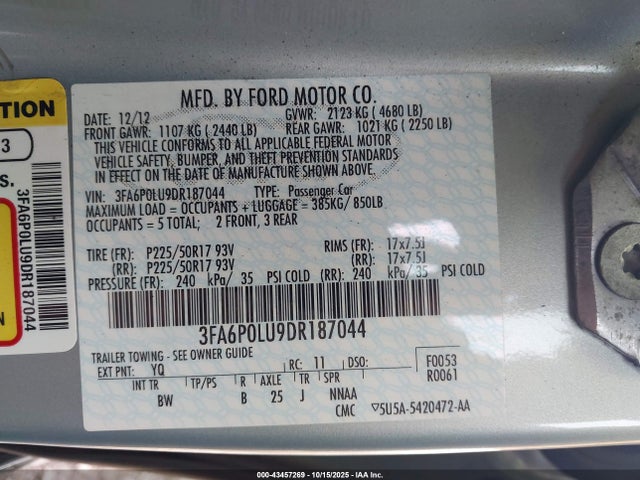 MFD. BY FORD MOTOR CO.
DATE: 12/12
GVWR: 2123 KG ( 4680 LB)
FRONT GAWR: 1107 KG ( 2440 LB)
REAR GAWR: 1021 KG ( 2250 LB)
THIS VEHICLE CONFORMS TO ALL APPLICABLE FEDERAL MOTOR
VEHICLE SAFETY, BUMPER, AND THEFT PREVENTION STANDARDS
IN EFFECT ON THE DATE OF MANUFACTURE SHOWN ABOVE.
VIN: 3FA6P0LU9DR187044 TYPE: Passenger Car
MAXIMUM LOAD = OCCUPANTS + LUGGAGE = 385KG/ 850LB
OCCUPANTS = 5 TOTAL; 2 FRONT, 3 REAR
TIRE (FR): P225/50R17 93V RIMS (FR): 17x7.5J
(RR): P225/50R17 93V (RR): 17x7.5J
PRESSURE (FR): 240 kPa/ 35 PSI COLD (RR): 240 kPa/ 35 PSI COLD
3FA6P0LU9DR187044
TRAILER TOWING - SEE OWNER GUIDE
EXT PNT: YQ RC: 11 DSO:
F0053
R0061
INT TR TP/PS R AXLE TR SPR
BW B 25 J NNAA
CMC 5U5A-5420472-AA
TION
3
S.
3FA6P0LU9DR187044
N
000-43457269 - 10/15/2025 - IAA Inc.